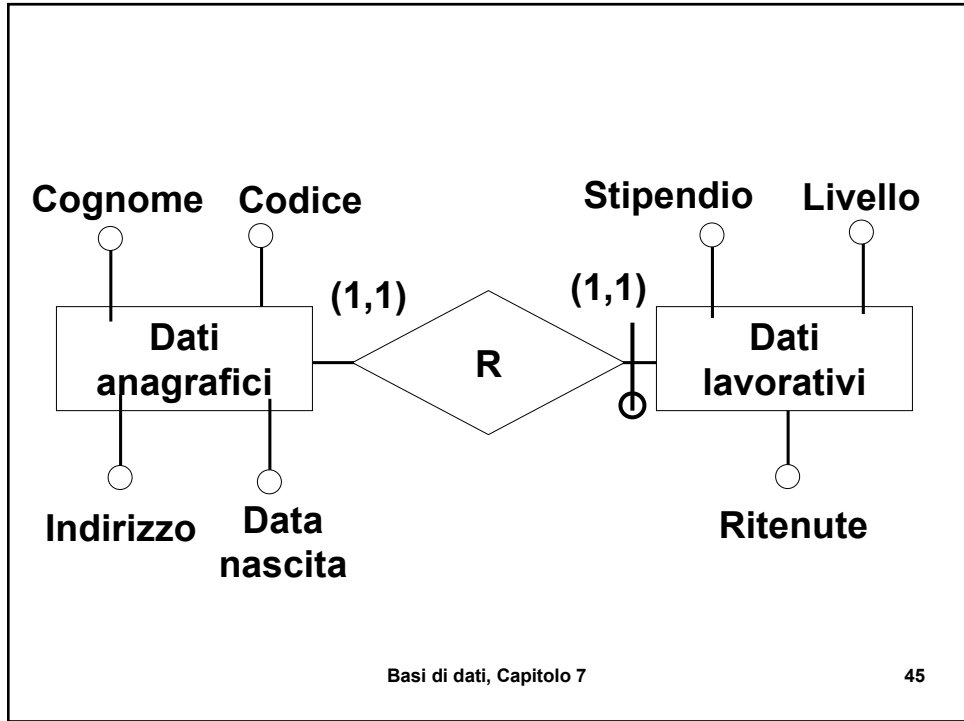 Cognome
Codice
Stipendio
Livello
(1,1)
(1,1)
Dati
anagrafici
R
Dati
lavorativi
Indirizzo
Data
nascita
Ritenute
Basi di dati, Capitolo 7
45